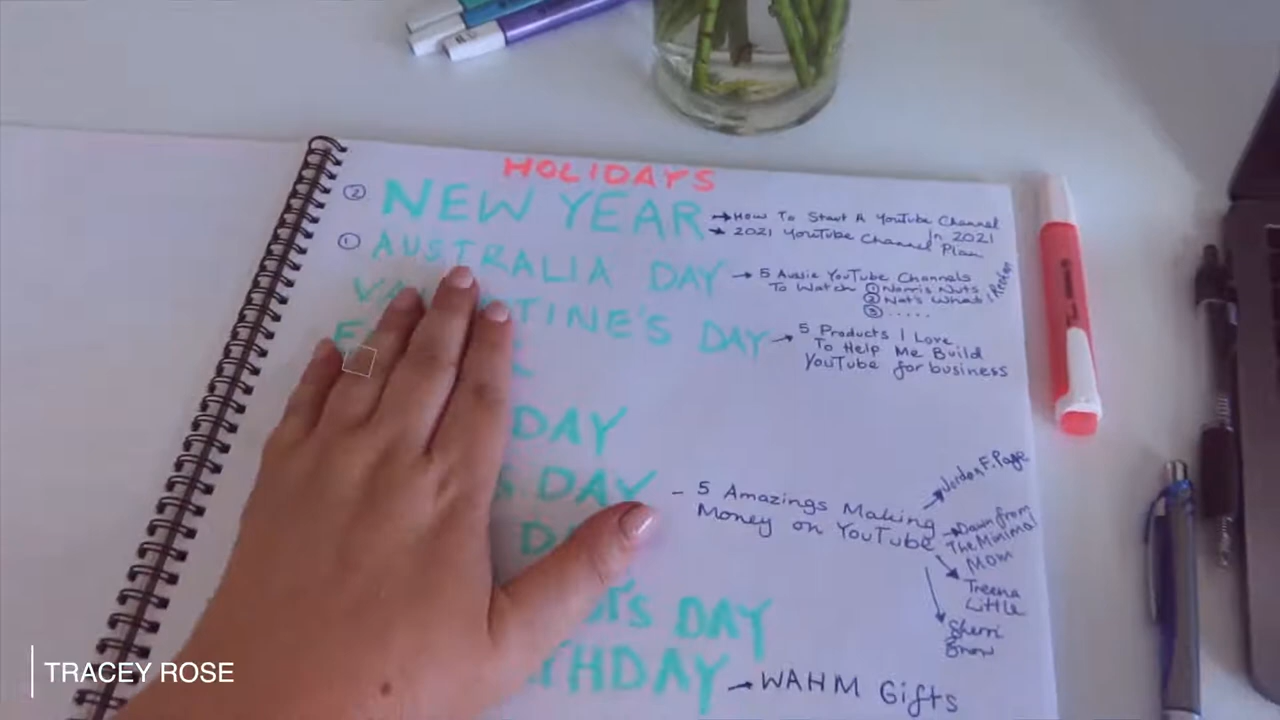 HOLIDAYS
② NEW YEAR → How To Start A YouTube Channel In 2021
→ 2021 YouTube Channel Plan
① AUSTRALIA DAY → 5 Aussie YouTube Channels
To Watch ① Norris Nuts
② Nat's What I Reckon
③ .....
TINE'S DAY → 5 Products I Love
To Help Me Build
YouTube for business
DAY
S DAY - 5 Amazings Making
Money on YouTube
Jordan F. Page
Dawn from
The Minimal
Mom
Treena
Little
Sherri
DAY
THDAY → WAHM Gifts
TRACEY ROSE